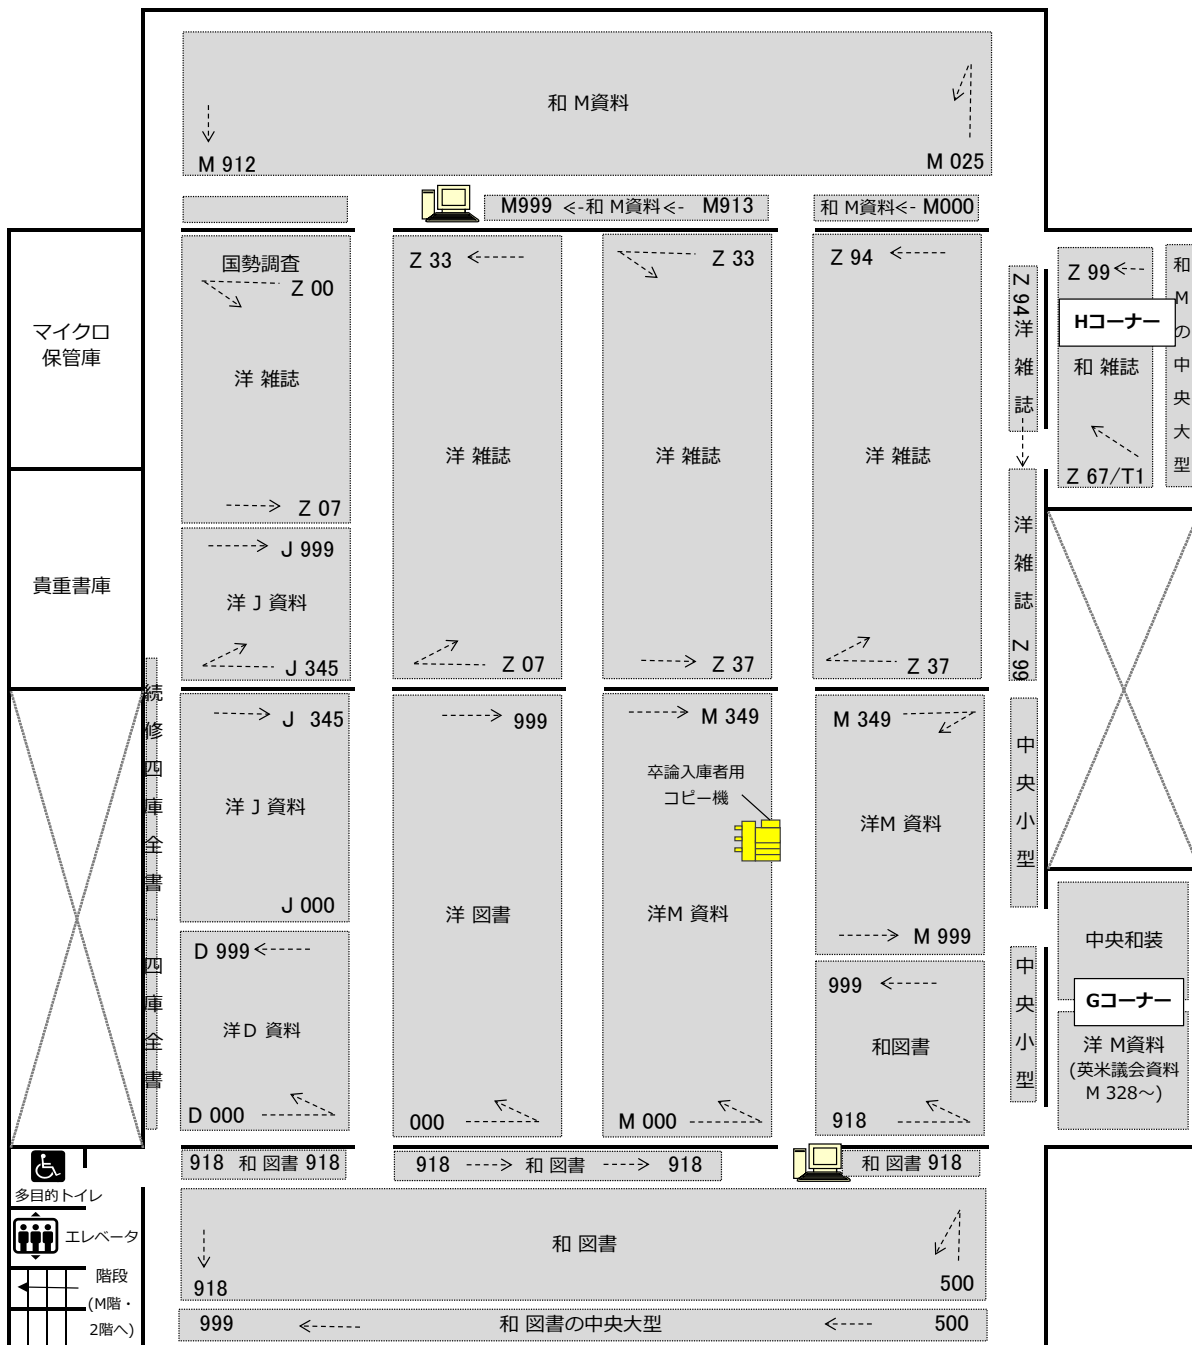 和 M資料
M 912
M 025
M999 <-和 M資料<- M913
和 M資料<- M000
国勢調査
Z 00
洋 雑誌
Z 07
J 999
洋 J 資料
J 345
Z 33
洋 雑誌
Z 07
Z 33
洋 雑誌
Z 37
Z 94
洋 雑誌
Z 37
Z 94洋雑誌
洋雑誌 Z 99
Z 99
Hコーナー
和 雑誌
Z 67/T1
和Mの中央大型
マイクロ
保管庫
貴重書庫
続修四庫全書
四庫全書
J 345
洋 J 資料
J 000
D 999
洋D 資料
D 000
999
洋 図書
000
M 349
卒論入庫者用
コピー機
洋M 資料
M 000
M 349
洋M 資料
M 999
999
和図書
918
中央小型
中央小型
中央和装
Gコーナー
洋 M資料
(英米議会資料
M 328～)
918 和 図書 918
918 ----> 和 図書 ----> 918
和 図書 918
多目的トイレ
エレベータ
階段
(M階・
2階へ)
和 図書
918
500
999 <----- 和 図書の中央大型 <---- 500